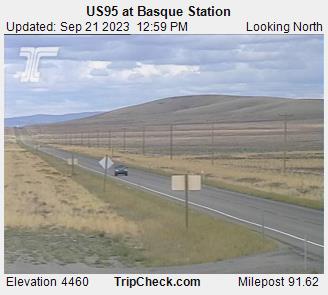 US95 at Basque Station
Updated: Sep 21 2023 12:59 PM Looking North
Elevation 4460 TripCheck.com Milepost 91.62